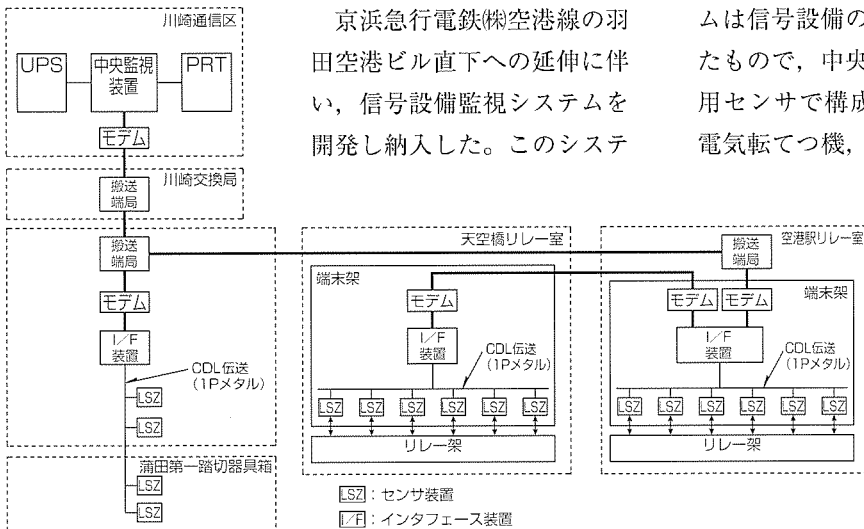 京浜急行電鉄㈱空港線の羽
田空港ビル直下への延伸に伴
い，信号設備監視システムを
開発し納入した。このシステ
ムは信号設備の
たもので，中央
用センサで構成
電気転てつ機，
川崎通信区
UPS
中央監視
装置
PRT
モデム
川崎交換局
搬送
端局
搬送
端局
モデム
I/F
装置
CDL伝送
(1Pメタル)
LSZ
LSZ
蒲田第一踏切器具箱
LSZ
LSZ
天空橋リレー室
端末架
モデム
I/F
装置
CDL伝送
(1Pメタル)
LSZ LSZ LSZ LSZ LSZ LSZ
リレー架
空港駅リレー室
搬送
端局
端末架
モデム モデム
I/F
装置
CDL伝送
(1Pメタル)
LSZ LSZ LSZ LSZ LSZ LSZ
リレー架
LSZ：センサ装置
I/F：インタフェース装置